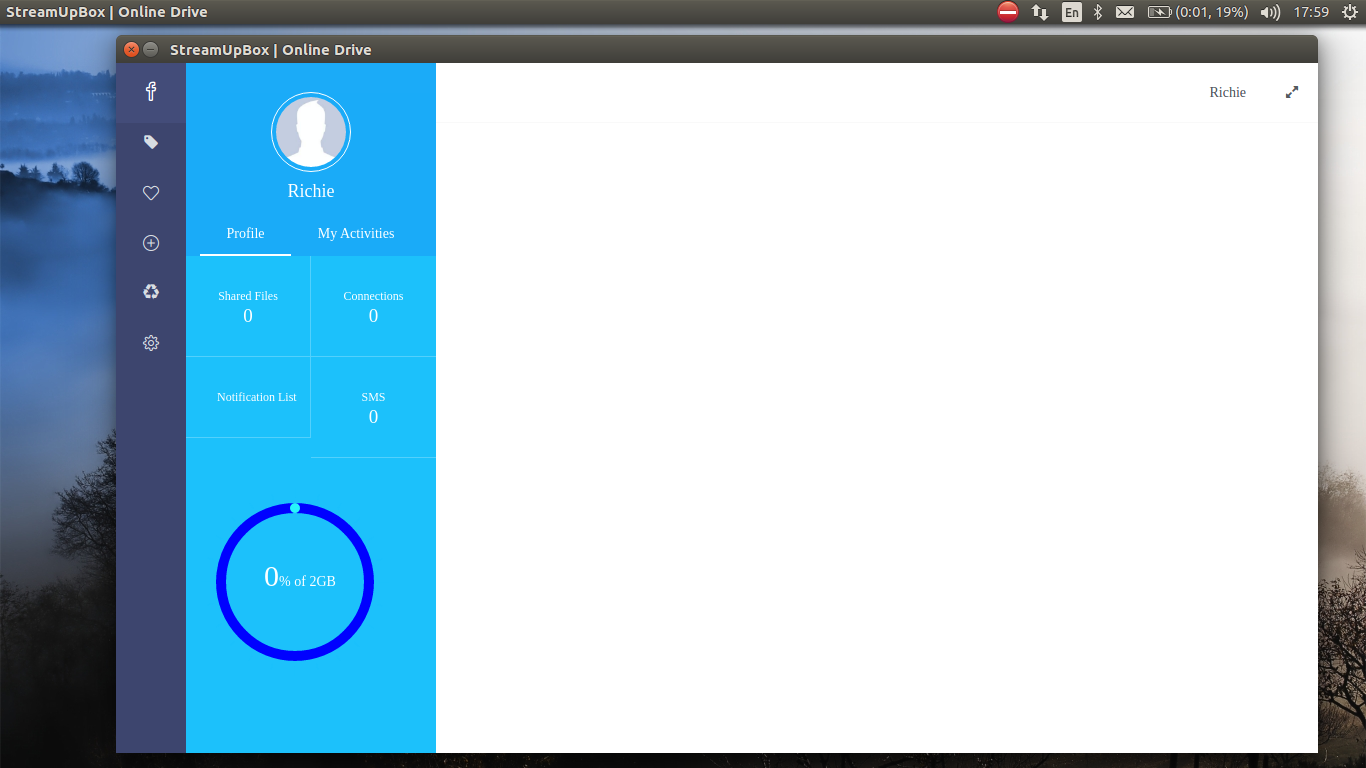 StreamUpBox | Online Drive
En
(0:01, 19%)
17:59
StreamUpBox | Online Drive
Richie
Richie
Profile
My Activities
Shared Files
0
Connections
0
Notification List
SMS
0
0% of 2GB